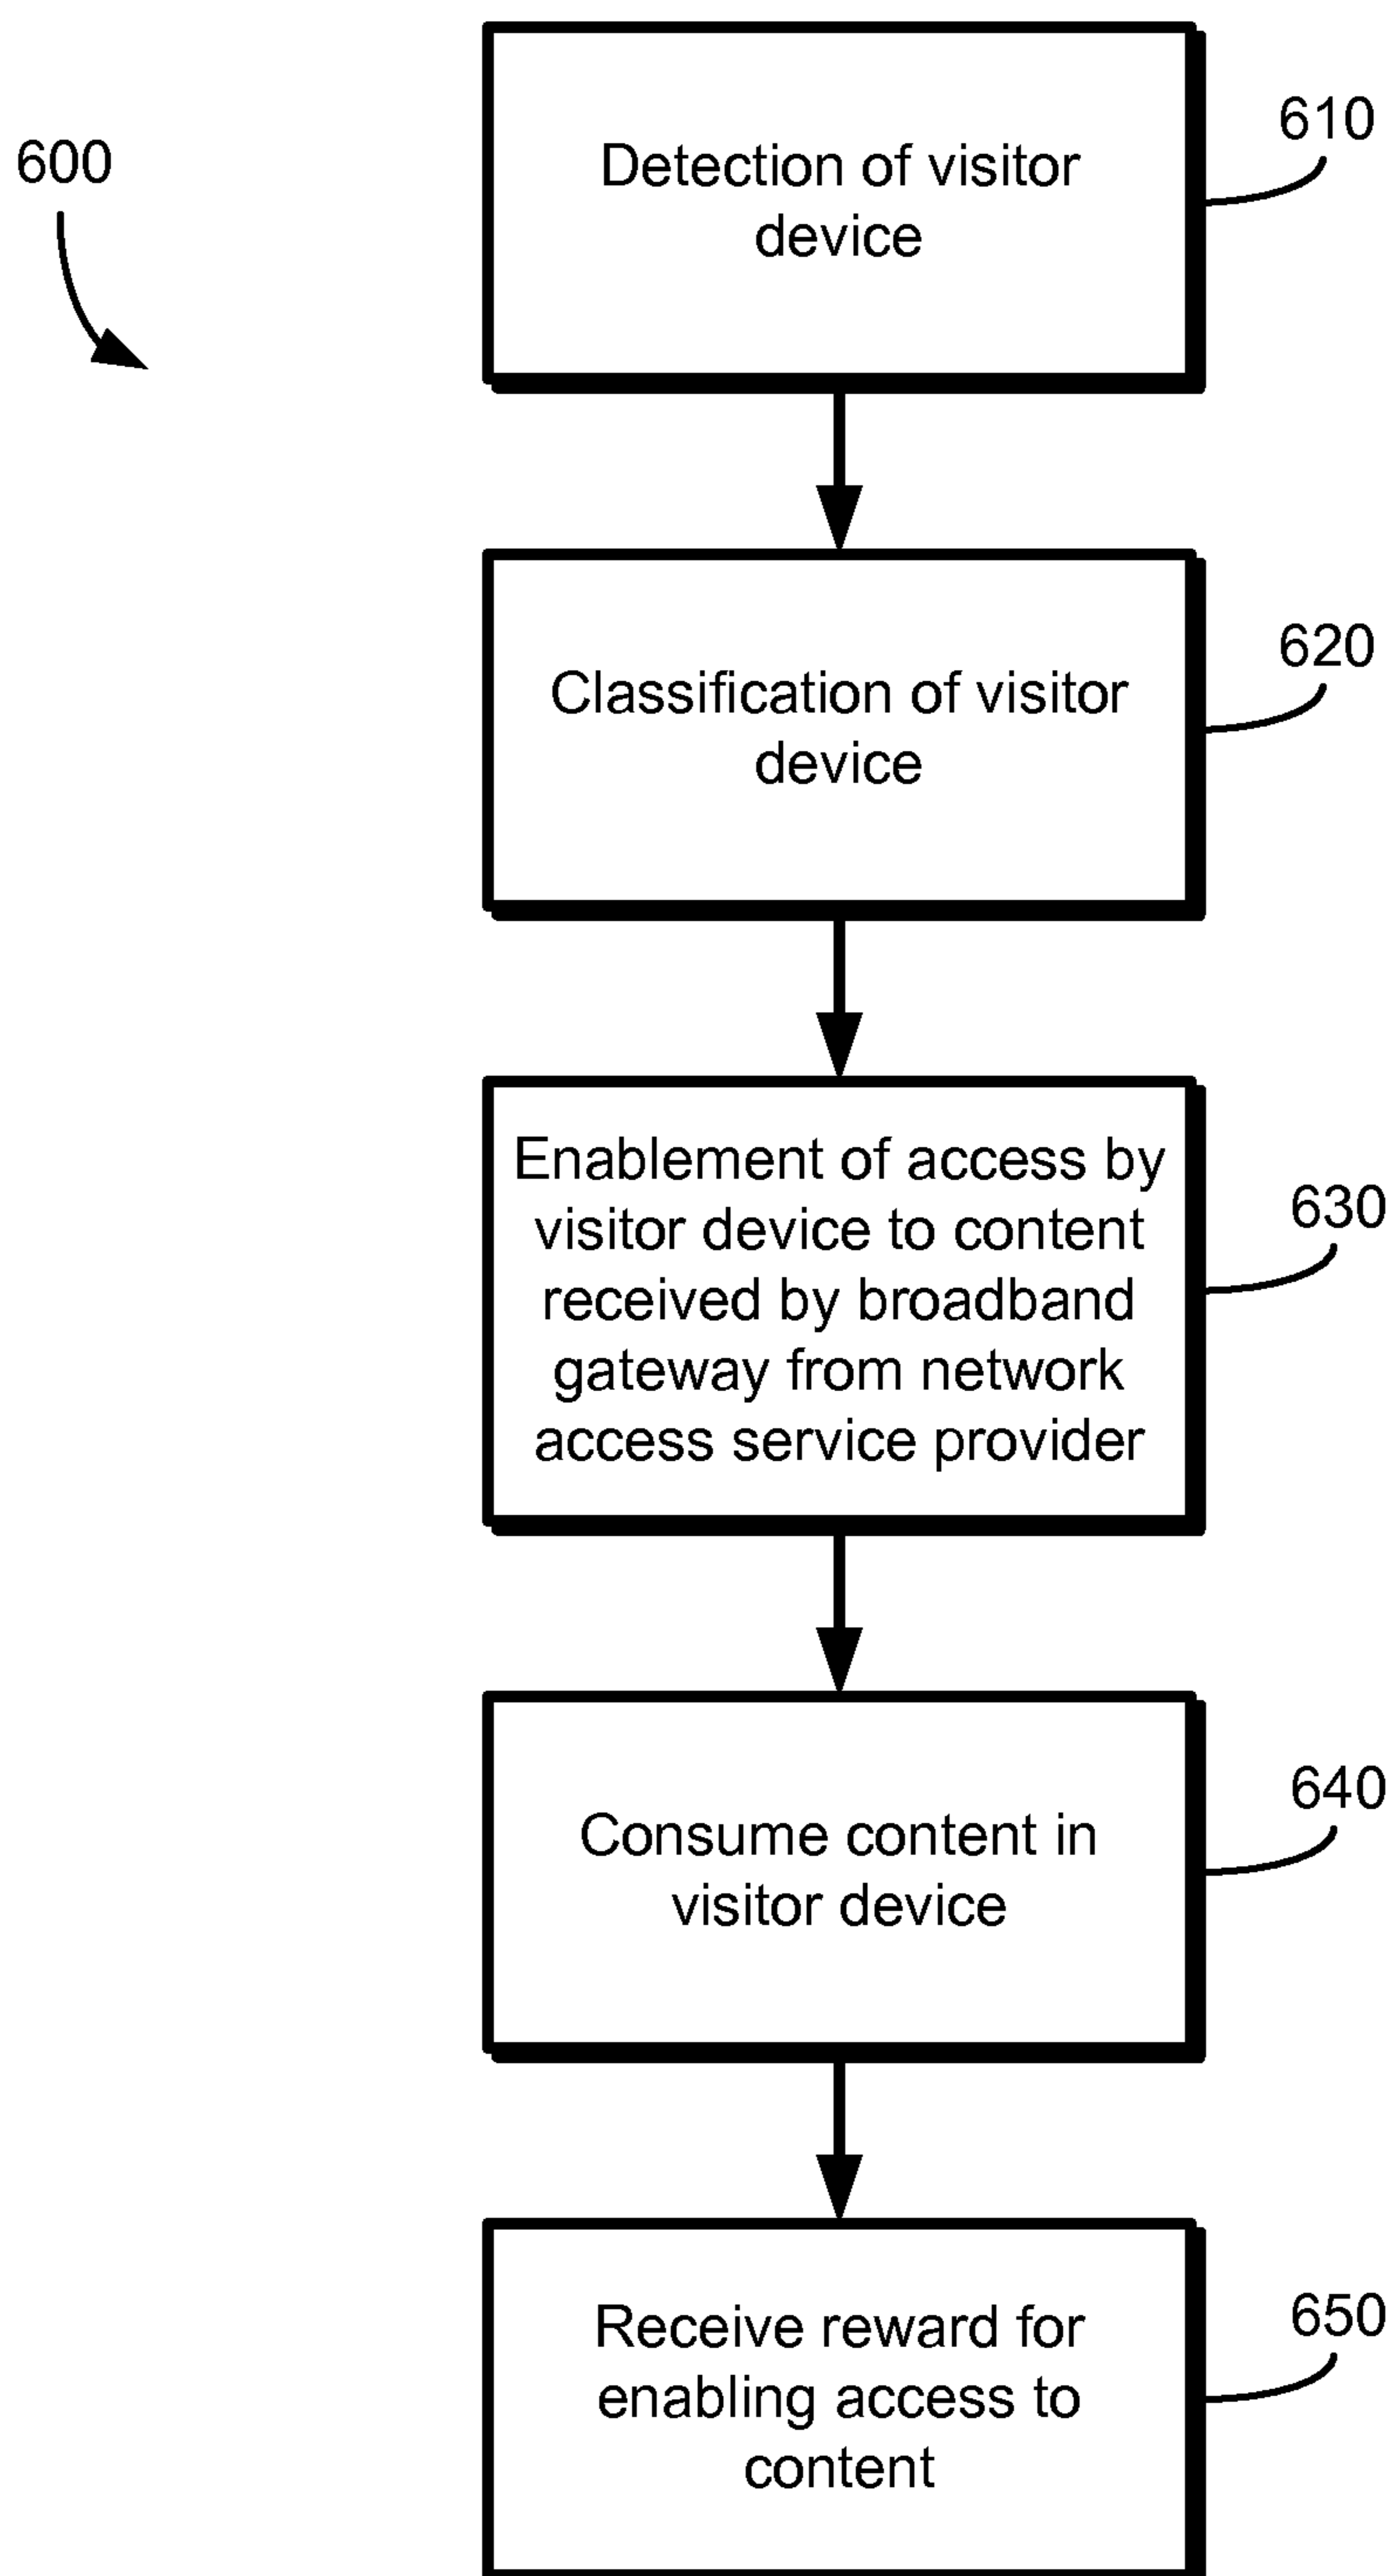 600
Detection of visitor
device
610
Classification of visitor
device
620
Enablement of access by
visitor device to content
received by broadband
gateway from network
access service provider
630
Consume content in
visitor device
640
Receive reward for
enabling access to
content
650